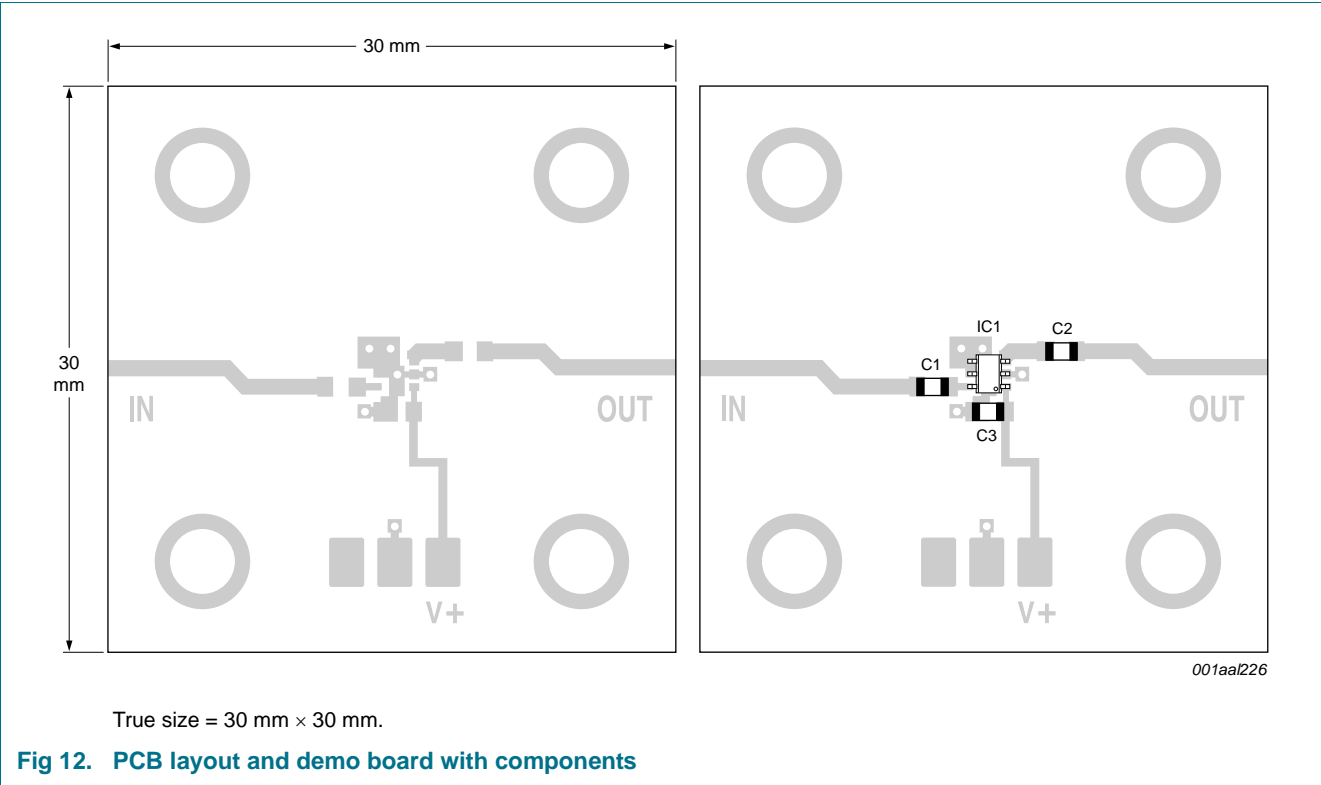 30 mm
30
mm
IN
OUT
V+
IC1
C2
C1
C3
IN
OUT
V+
001aal226
True size = 30 mm × 30 mm.
Fig 12. PCB layout and demo board with components